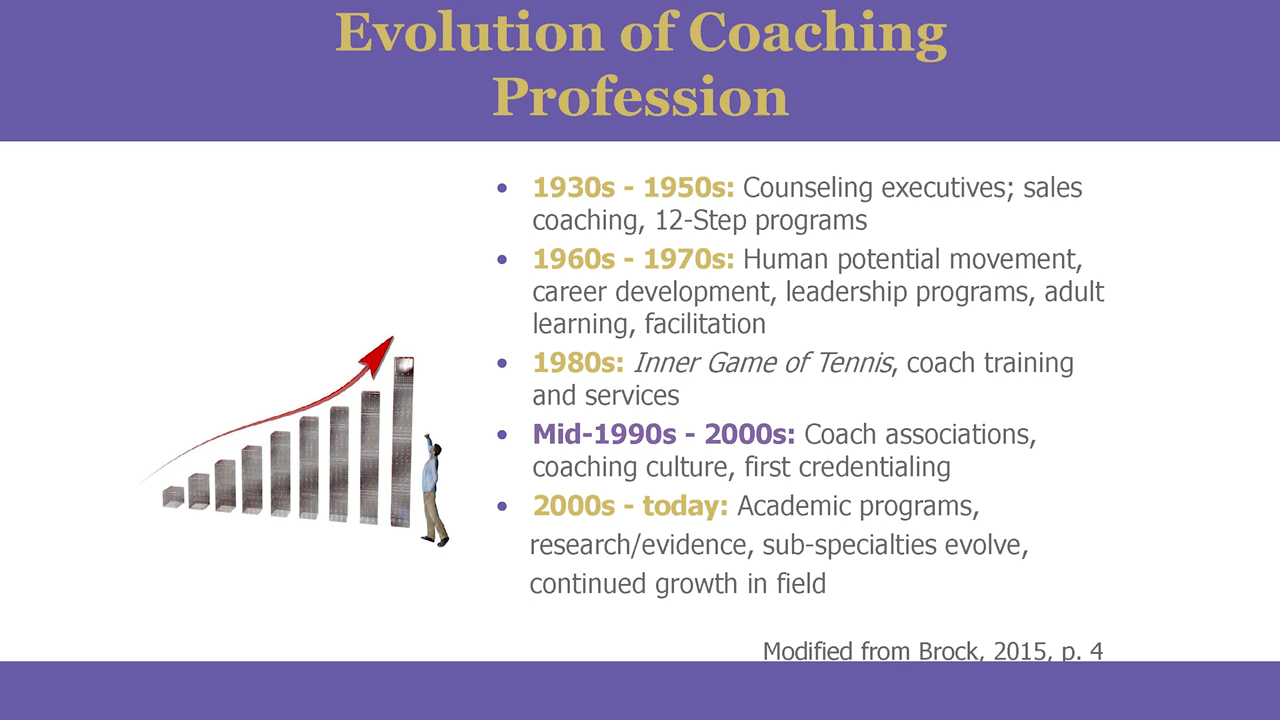 Evolution of Coaching
Profession
• 1930s - 1950s: Counseling executives; sales
coaching, 12-Step programs
• 1960s - 1970s: Human potential movement,
career development, leadership programs, adult
learning, facilitation
• 1980s: Inner Game of Tennis, coach training
and services
• Mid-1990s - 2000s: Coach associations,
coaching culture, first credentialing
• 2000s - today: Academic programs,
research/evidence, sub-specialties evolve,
continued growth in field
Modified from Brock, 2015, p. 4